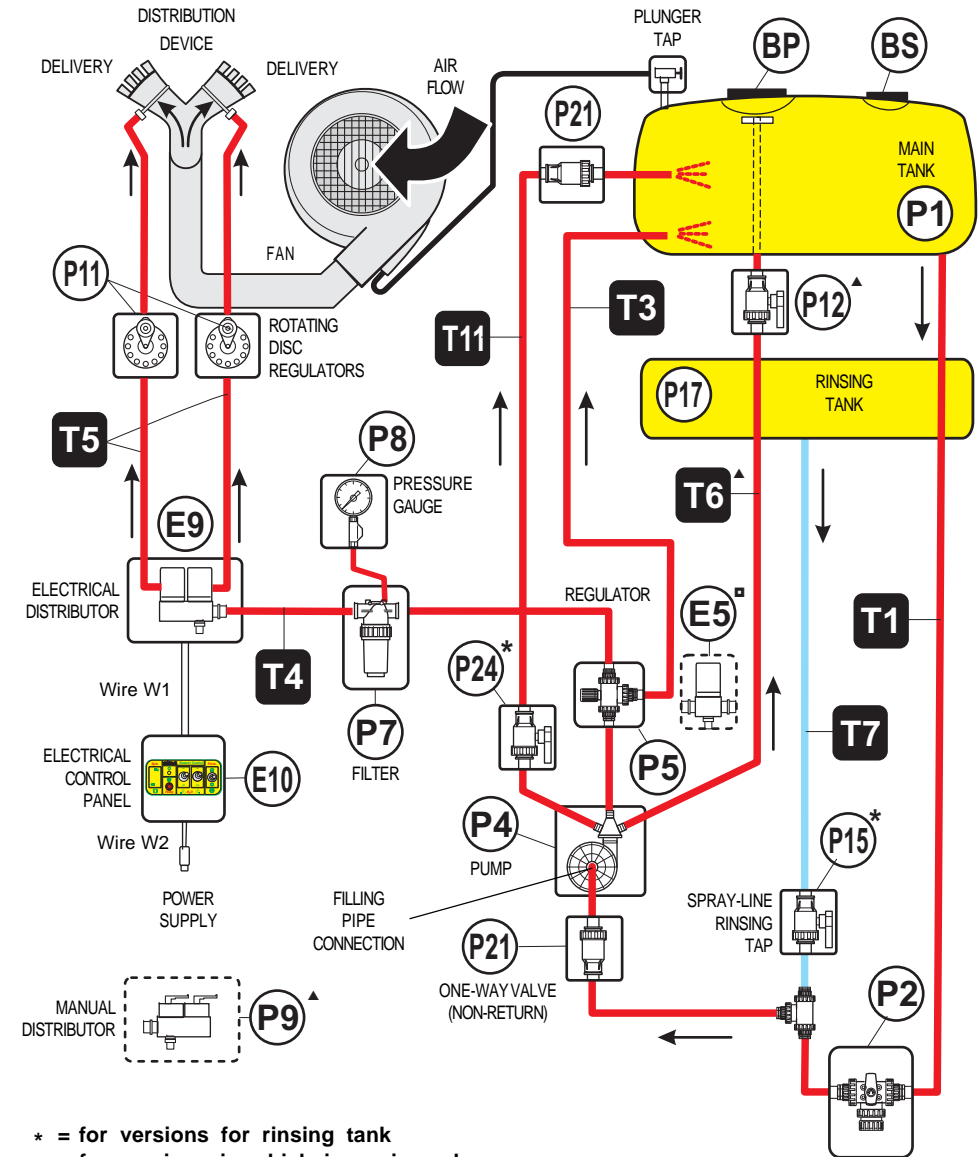 DISTRIBUTION
DEVICE
DELIVERY
DELIVERY
AIR
FLOW
PLUNGER
TAP
BP
BS
P21
MAIN
TANK
P1
FAN
P11
P12▲
T3
T11
ROTATING
DISC
REGULATORS
RINSING
TANK
P17
T5
P8
PRESSURE
GAUGE
T6▲
E9
ELECTRICAL
DISTRIBUTOR
REGULATOR
E5
T1
T4
P24*
Wire W1
P7
FILTER
P5
T7
ELECTRICAL
CONTROL
PANEL
E10
P4
PUMP
P15*
Wire W2
POWER
SUPPLY
FILLING
PIPE
CONNECTION
SPRAY-LINE
RINSING
TAP
P21
ONE-WAY VALVE
(NON-RETURN)
P2
MANUAL
DISTRIBUTOR
P9▲
* = for versions for rinsing tank